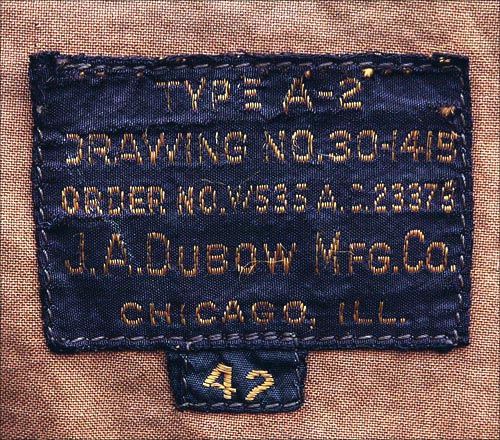 TYPE A-2
DRAWING NO. 30-1415
ORDER NO. W535 A.C. 23378
J.A. DUBOW MFG. CO.
CHICAGO, ILL.
42